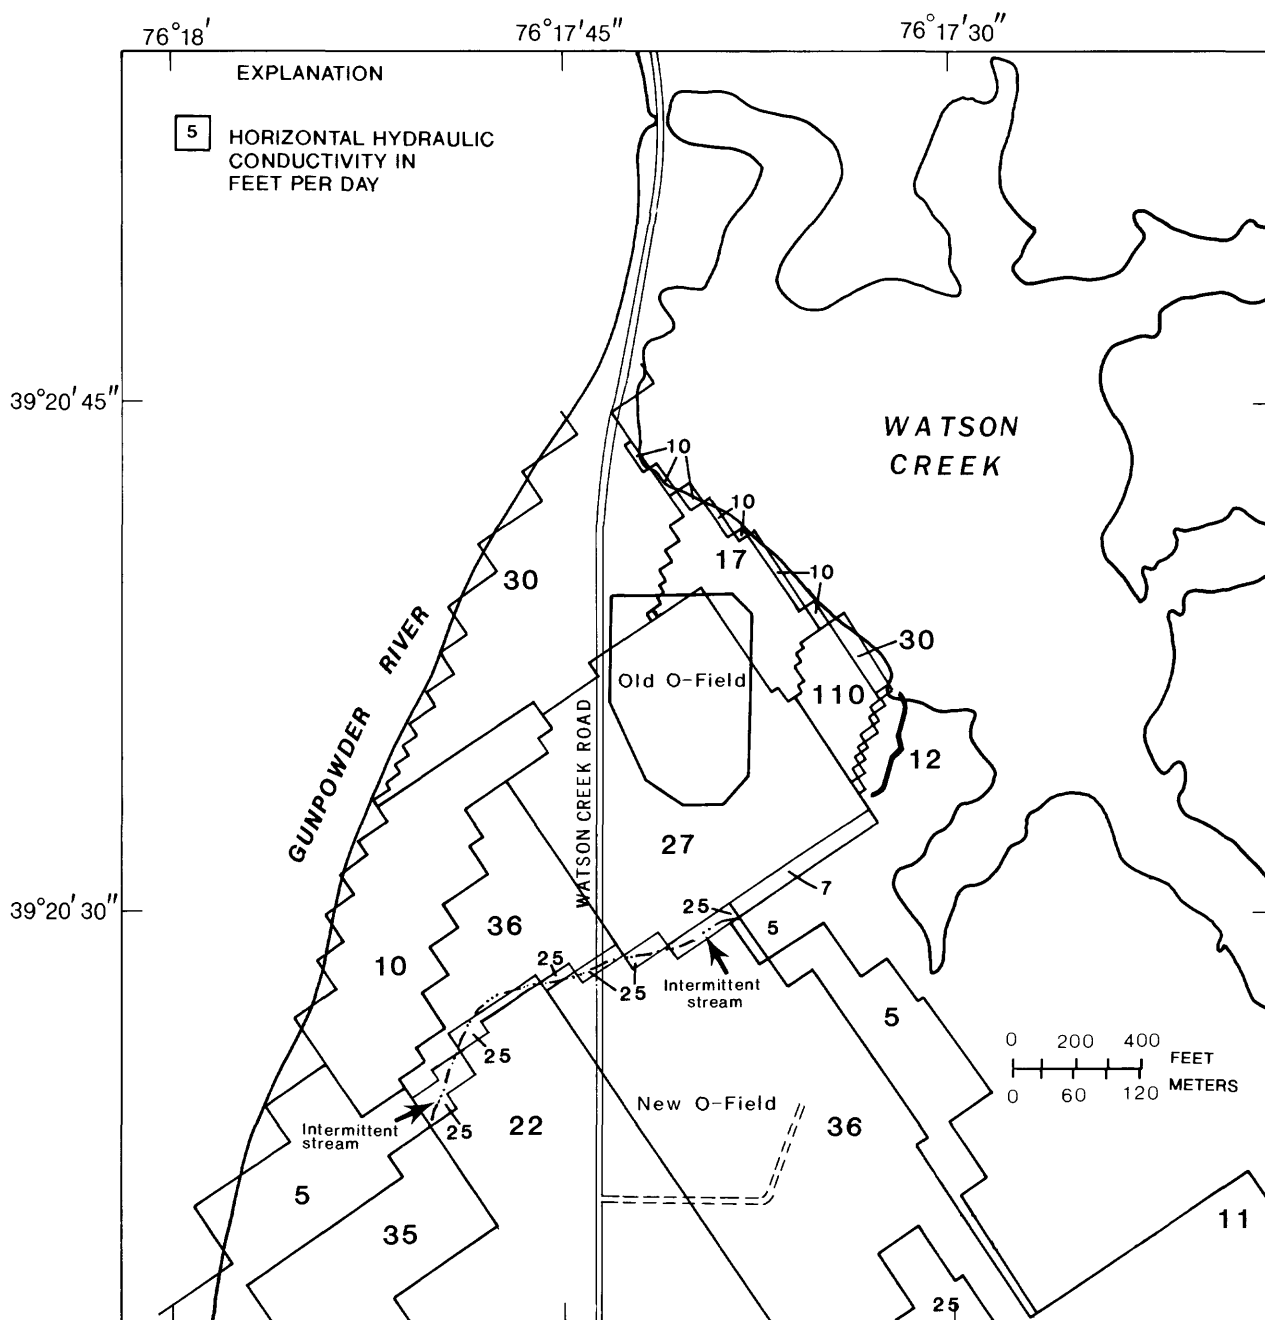 76°18'
76°17'45"
76°17'30"
EXPLANATION
5
HORIZONTAL HYDRAULIC
CONDUCTIVITY IN
FEET PER DAY
39°20'45"
WATSON
CREEK
10
10
17
30
10
GUNPOWDER RIVER
30
Old O-Field
110
WATSON CREEK ROAD
12
27
7
39°20'30"
25
5
36
10
25
25
Intermittent
stream
5
0 200 400
FEET
METERS
0 60 120
25
New O-Field
36
22
25
Intermittent
stream
5
11
35
25